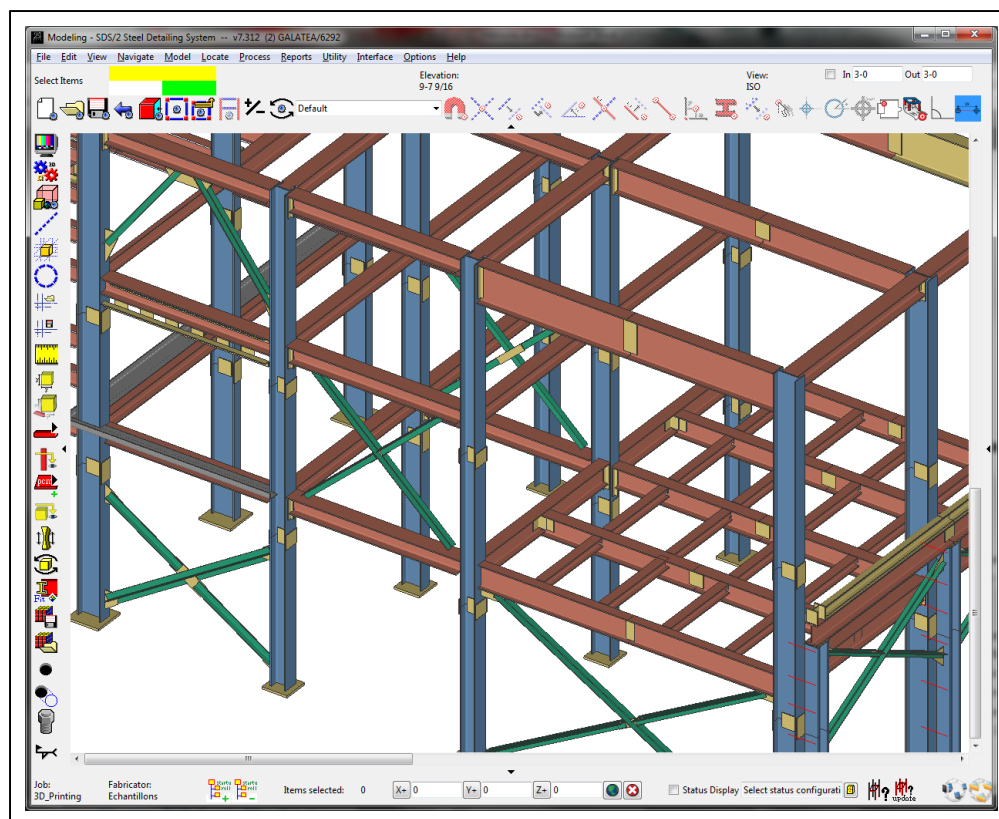 Modeling - SDS/2 Steel Detailing System -- v7.312 (2) GALATEA/6292
File Edit View Navigate Model Locate Process Reports Utility Interface Options Help
Select Items
Elevation:
9-7 9/16
View:
ISO
In 3-0
Out 3-0
Default
Job:
3D_Printing
Fabricator:
Echantillons
Items selected: 0
X+ 0
Y+ 0
Z+ 0
Status Display
Select status configurati
update